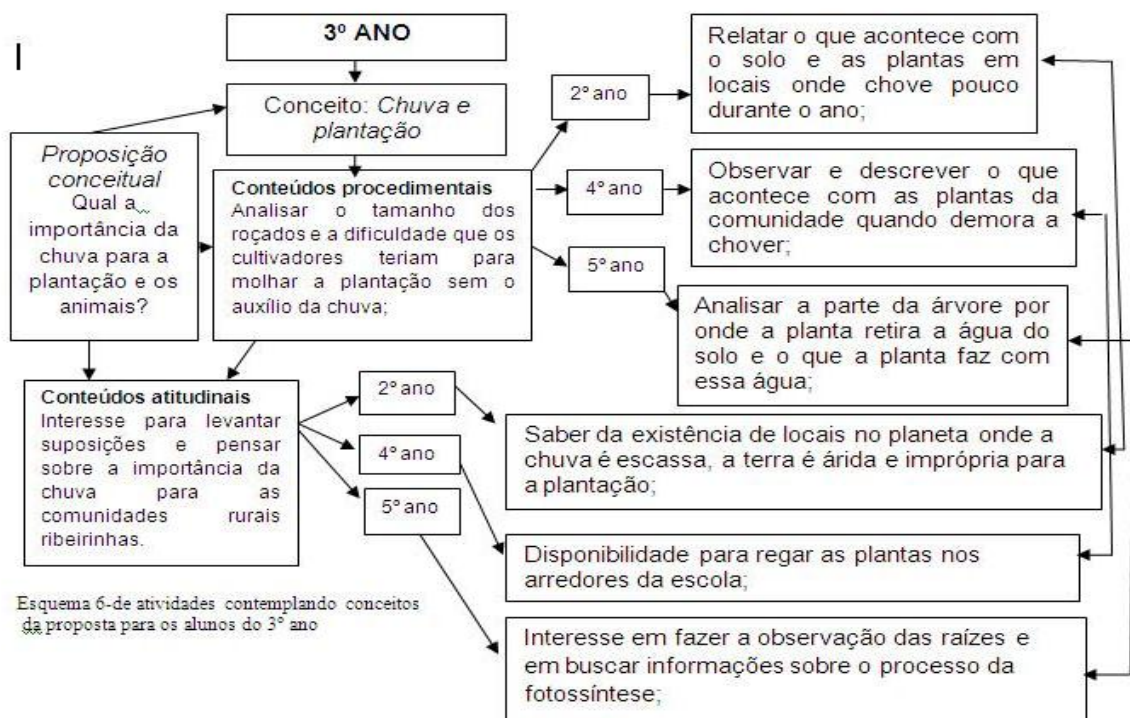 3º ANO
Conceito: Chuva e
plantação
Proposição
conceitual
Qual a
importância da
chuva para a
plantação e os
animais?
Conteúdos procedimentais
Analisar o tamanho dos
roçados e a dificuldade que os
cultivadores teriam para
molhar a plantação sem o
auxílio da chuva;
2º ano
Relatar o que acontece com
o solo e as plantas em
locais onde chove pouco
durante o ano;
4º ano
Observar e descrever o que
acontece com as plantas da
comunidade quando demora a
chover;
5º ano
Analisar a parte da árvore por
onde a planta retira a água do
solo e o que a planta faz com
essa água;
Conteúdos atitudinais
Interesse para levantar
suposições e pensar
sobre a importância da
chuva para as
comunidades rurais
ribeirinhas.
2º ano
Saber da existência de locais no planeta onde a
chuva é escassa, a terra é árida e imprópria para
a plantação;
4º ano
Disponibilidade para regar as plantas nos
arredores da escola;
5º ano
Interesse em fazer a observação das raízes e
em buscar informações sobre o processo da
fotossíntese;
Esquema 6-de atividades contemplando conceitos
da proposta para os alunos do 3º ano